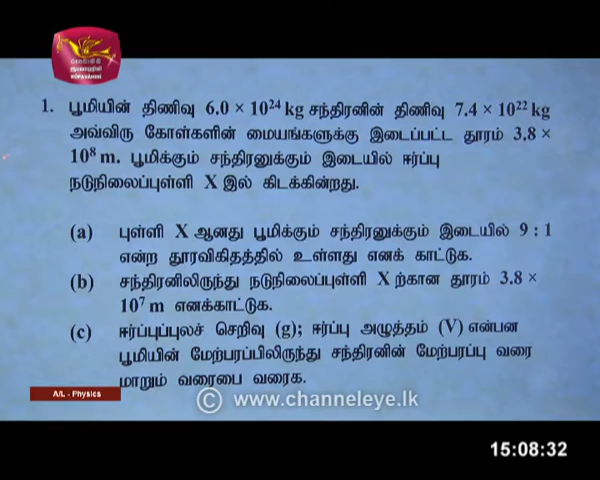 RUPAVAHINI
1. பூமியின் திணிவு 6.0 × 10²⁴ kg சந்திரனின் திணிவு 7.4 × 10²² kg
அவ்விரு கோள்களின் மையங்களுக்கு இடைப்பட்ட தூரம் 3.8 ×
10⁸ m. பூமிக்கும் சந்திரனுக்கும் இடையில் ஈர்ப்பு
நடுநிலைப்புள்ளி X இல் கிடக்கின்றது.
(a) புள்ளி X ஆனது பூமிக்கும் சந்திரனுக்கும் இடையில் 9 : 1
என்ற தூரவிகிதத்தில் உள்ளது எனக் காட்டுக.
(b) சந்திரனிலிருந்து நடுநிலைப்புள்ளி X ற்கான தூரம் 3.8 ×
10⁷ m எனக்காட்டுக.
(c) ஈர்ப்புப்புலச் செறிவு (g); ஈர்ப்பு அழுத்தம் (V) என்பன
பூமியின் மேற்பரப்பிலிருந்து சந்திரனின் மேற்பரப்பு வரை
மாறும் வரைபை வரைக.
A/L - Physics
© www.channeleye.lk
15:08:32